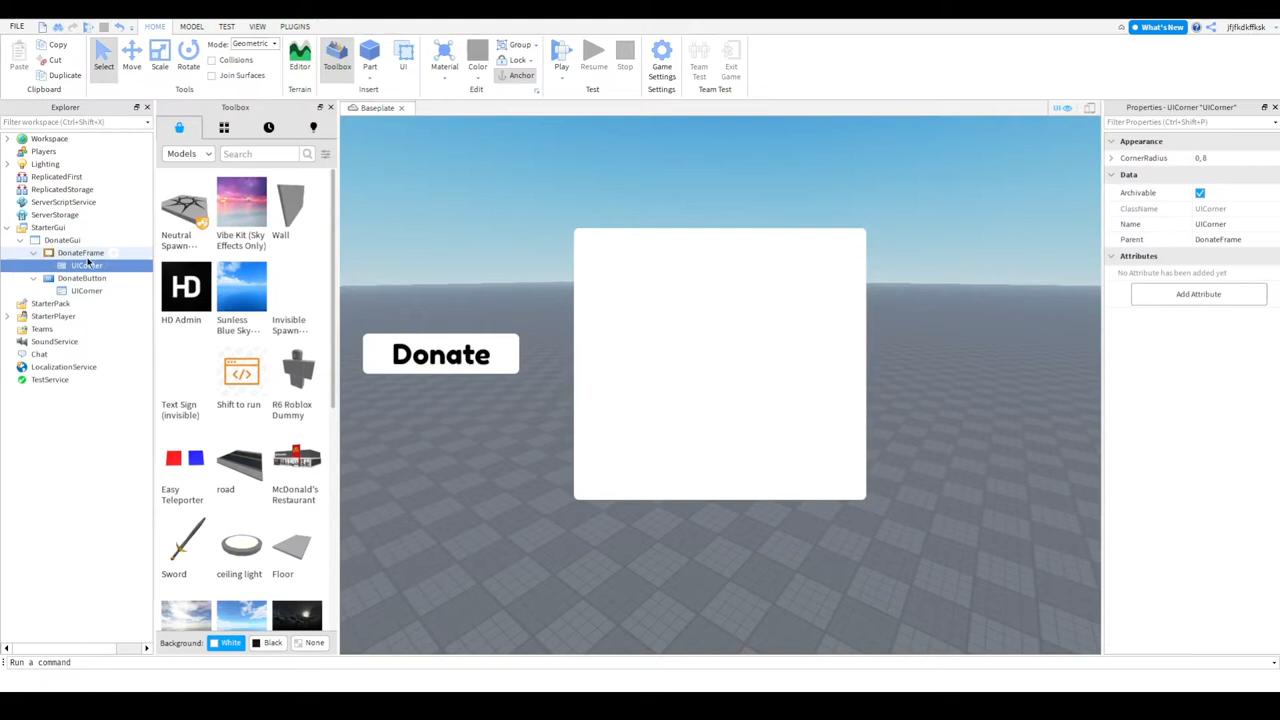 FILE HOME MODEL TEST VIEW PLUGINS What's New jfjfkdkffksk
Copy Mode: Geometric Group
Paste Cut Select Move Scale Rotate Collisions Editor Toolbox Part UI Material Color Lock Play Resume Stop Game Settings Team Test Exit Game
Duplicate Join Surfaces Anchor
Clipboard Tools Terrain Insert Edit Test Settings Team Test
Explorer Toolbox Baseplate UI Properties - UICorner "UICorner"
Filter workspace (Ctrl+Shift+X) Filter Properties (Ctrl+Shift+P)
Workspace
Players
Lighting
ReplicatedFirst
ReplicatedStorage
ServerScriptService
ServerStorage
StarterGui
DonateGui
DonateFrame
UICorner
DonateButton
UICorner
StarterPack
StarterPlayer
Teams
SoundService
Chat
LocalizationService
TestService
Models Search
Neutral Spawn… Vibe Kit (Sky Effects Only) Wall
HD
HD Admin Sunless Blue Sky… Invisible Spawn…
Text Sign (invisible) Shift to run R6 Roblox Dummy
Easy Teleporter road McDonald's Restaurant
Sword ceiling light Floor
Background: White Black None
Donate
Appearance
CornerRadius 0, 8
Data
Archivable
ClassName UICorner
Name UICorner
Parent DonateFrame
Attributes
No Attribute has been added yet
Add Attribute
Run a command